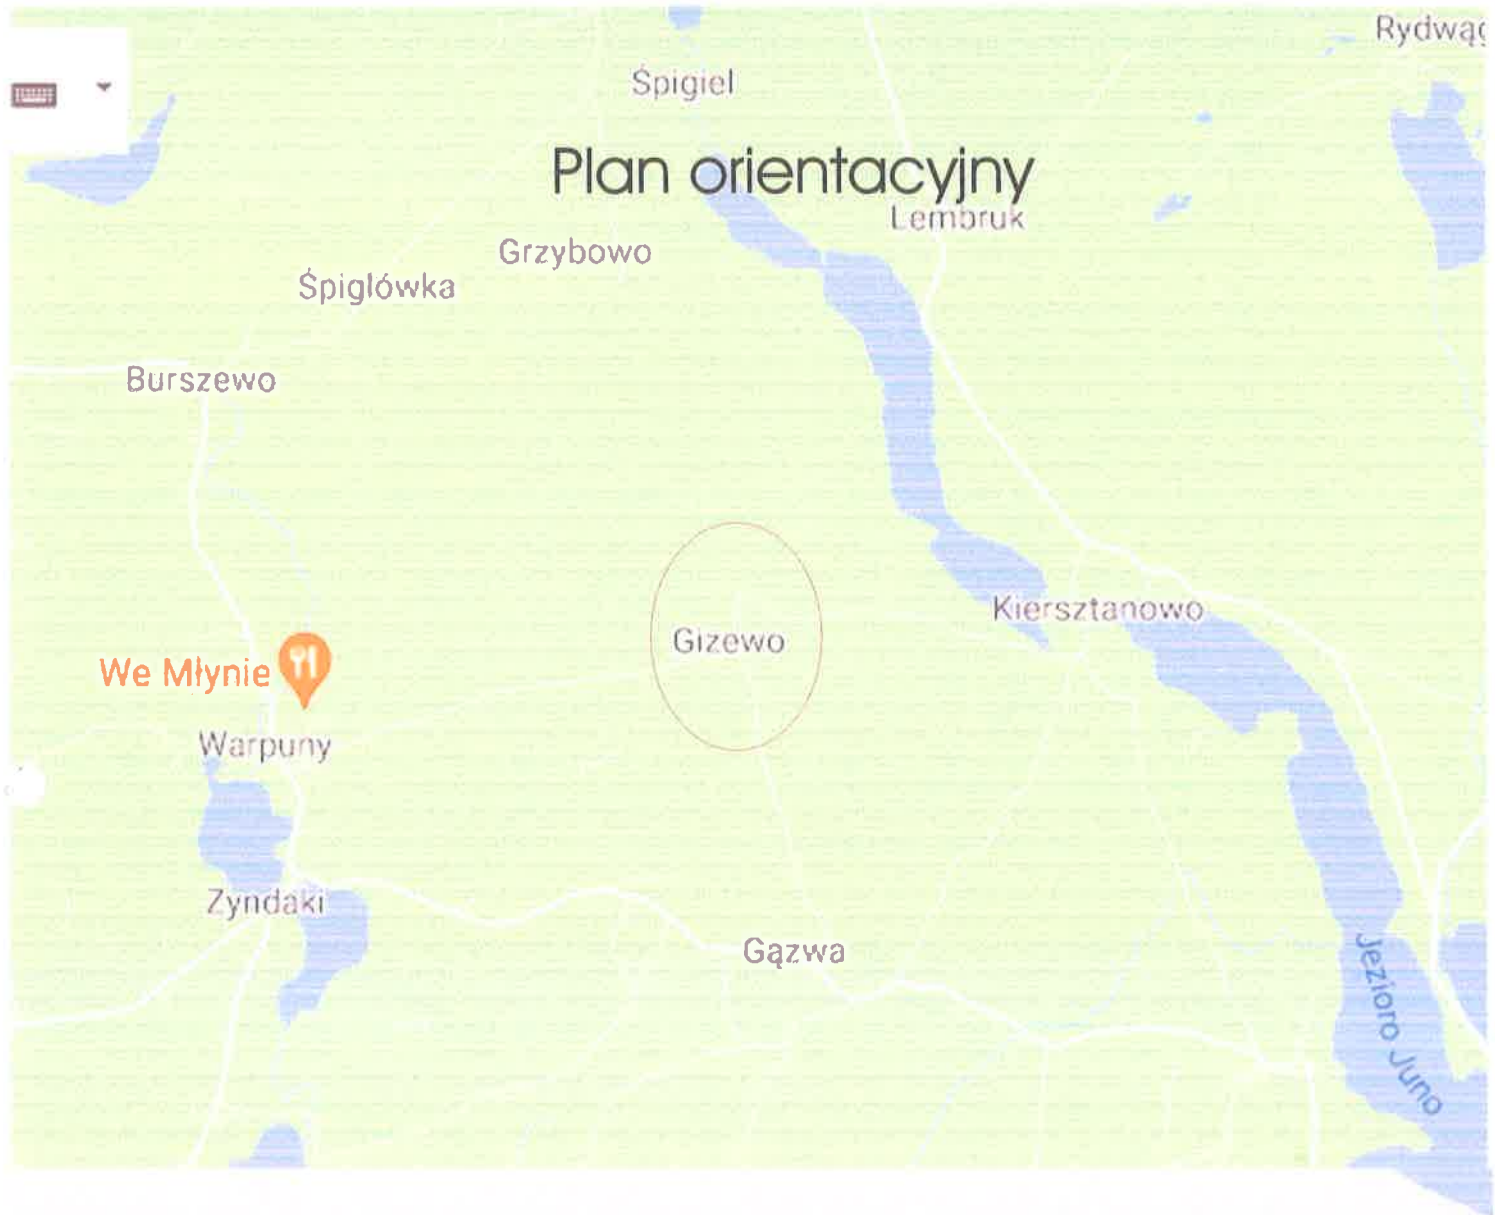 Rydwąg
Śpigiel
Plan orientacyjny
Lembruk
Grzybowo
Śpiglówka
Burszewo
Kiersztanowo
Gizewo
We Młynie
Warpuny
Zyndaki
Gązwa
Jezioro Juno